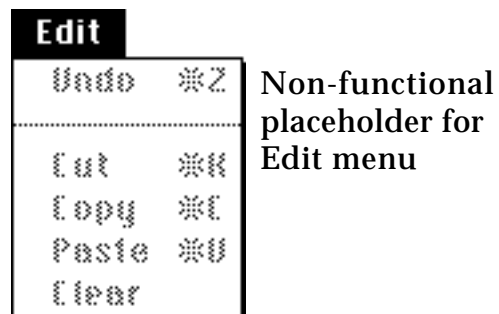 Edit
Undo ⌘Z
Cut ⌘X
Copy ⌘C
Paste ⌘V
Clear
Non-functional
placeholder for
Edit menu